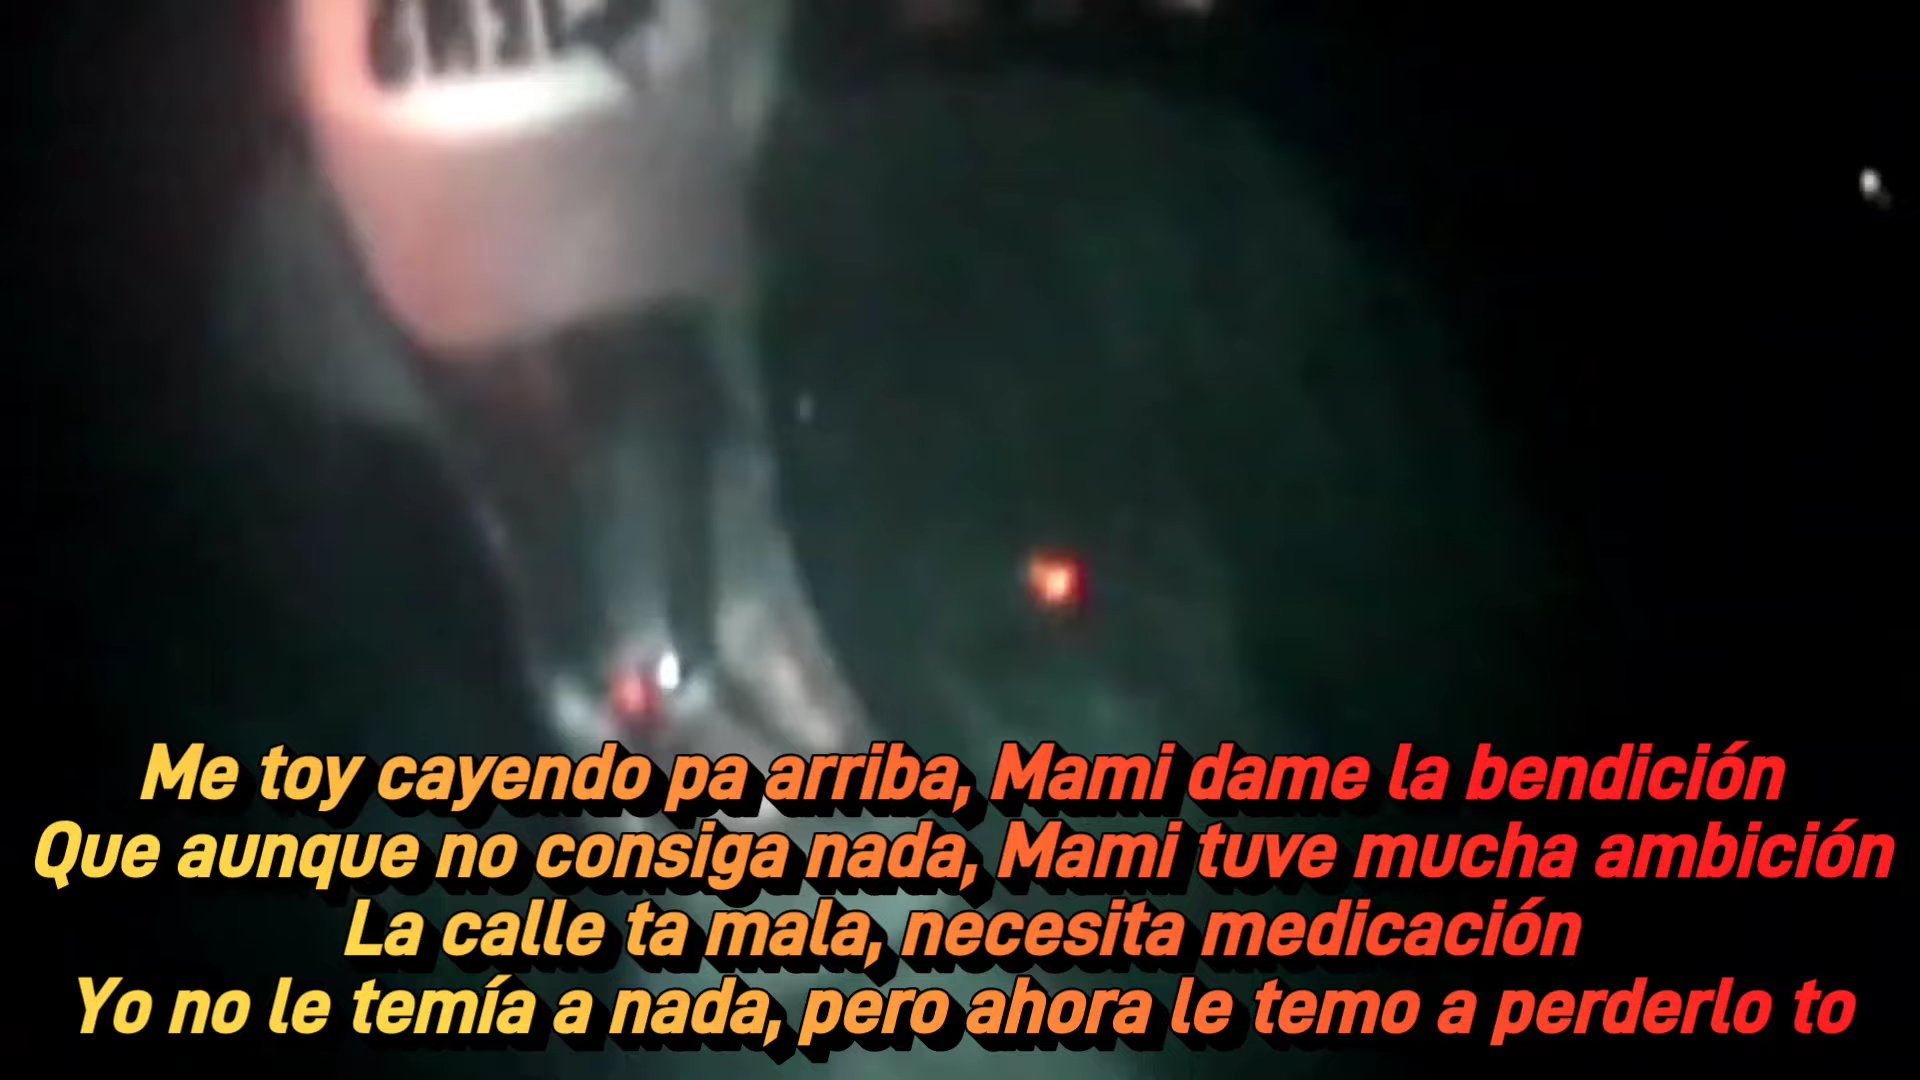 Me toy cayendo pa arriba, Mami dame la bendición
Que aunque no consiga nada, Mami tuve mucha ambición
La calle ta mala, necesita medicación
Yo no le temía a nada, pero ahora le temo a perderlo to